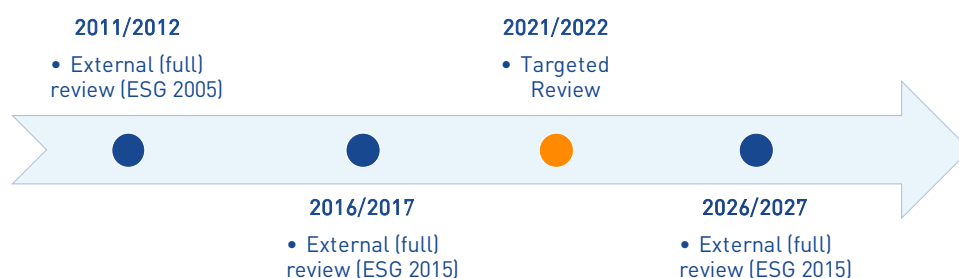 2011/2012
• External (full)
review (ESG 2005)
2021/2022
• Targeted
Review
2016/2017
• External (full)
review (ESG 2015)
2026/2027
• External (full)
review (ESG 2015)